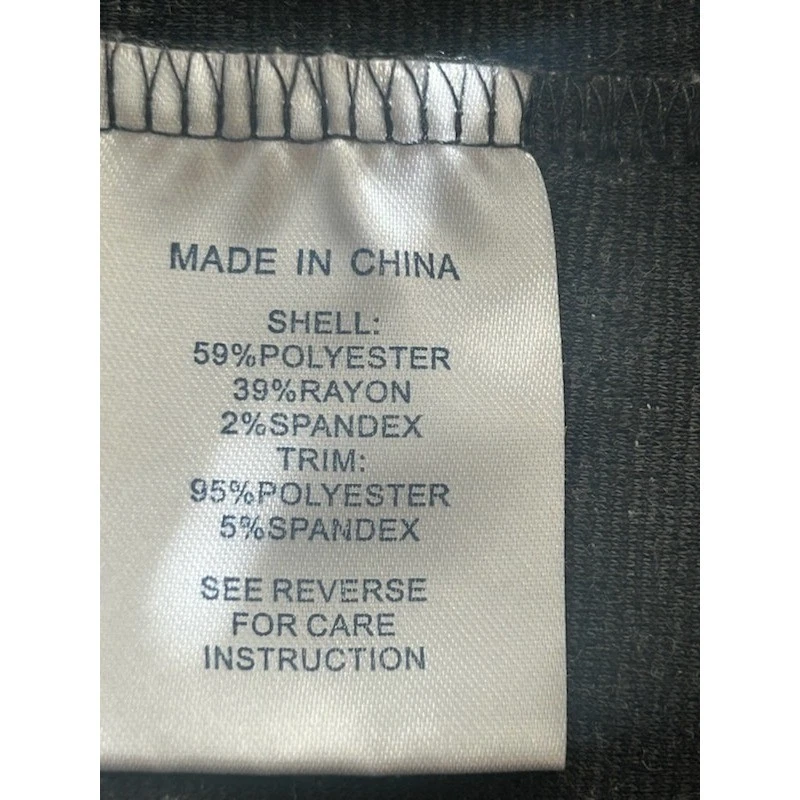 MADE IN CHINA
SHELL:
59%POLYESTER
39%RAYON
2%SPANDEX
TRIM:
95%POLYESTER
5%SPANDEX
SEE REVERSE
FOR CARE
INSTRUCTION